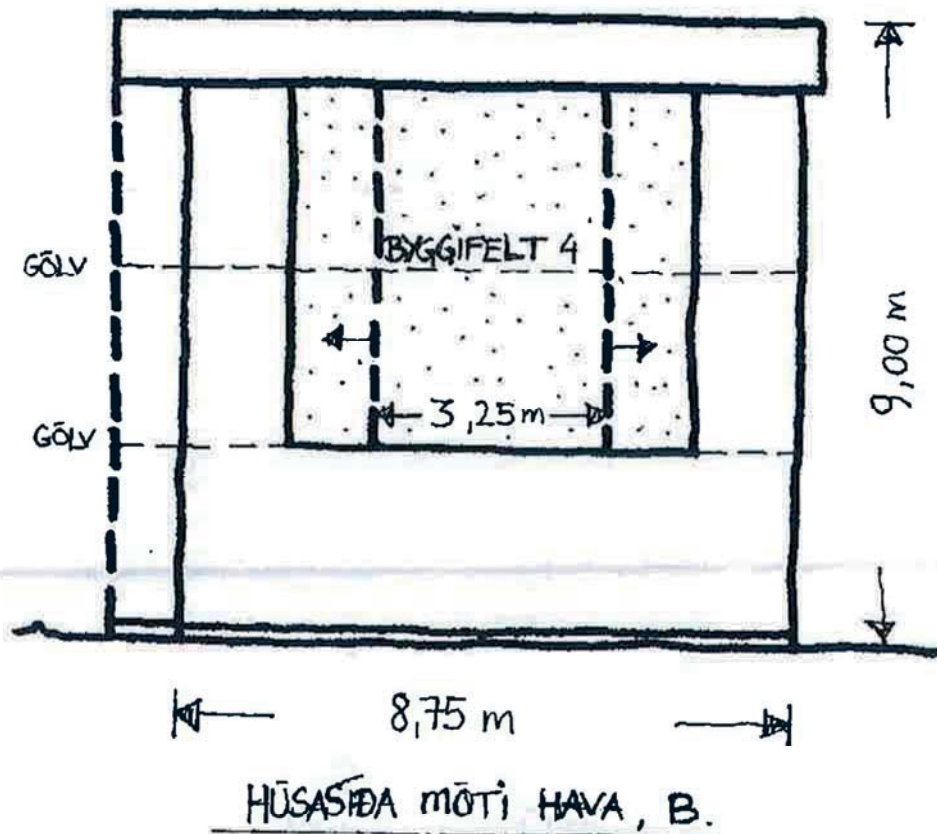 BYGGIFELT 4
GÓLV
GÓLV
3,25 m
9,00 m
8,75 m
HÚSASÍÐA MÓTI HAVA, B.